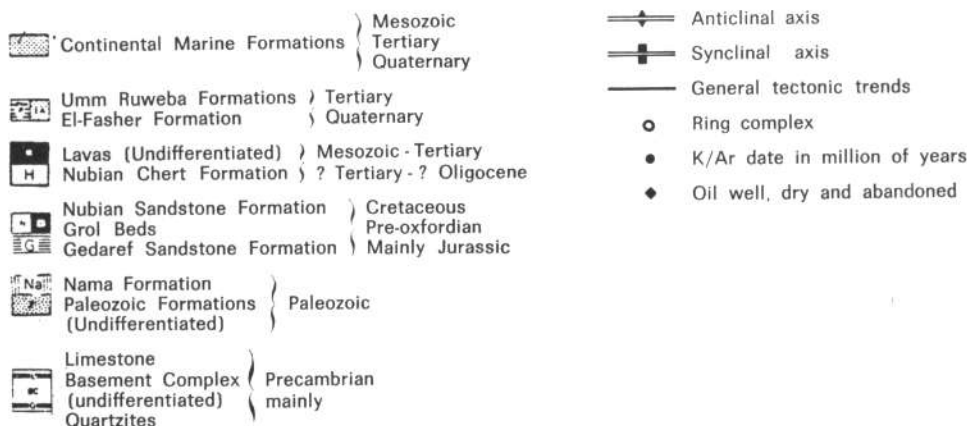 Continental Marine Formations
Mesozoic
Tertiary
Quaternary
Umm Ruweba Formations
El-Fasher Formation
Tertiary
Quaternary
Lavas (Undifferentiated)
Mesozoic - Tertiary
H
Nubian Chert Formation
? Tertiary - ? Oligocene
Nubian Sandstone Formation
Grol Beds
G
Gedaref Sandstone Formation
Cretaceous
Pre-oxfordian
Mainly Jurassic
Na
Nama Formation
Paleozoic Formations
(Undifferentiated)
Paleozoic
Limestone
BC
Basement Complex
(undifferentiated)
Quartzites
Precambrian
mainly
Anticlinal axis
Synclinal axis
General tectonic trends
Ring complex
K/Ar date in million of years
Oil well, dry and abandoned